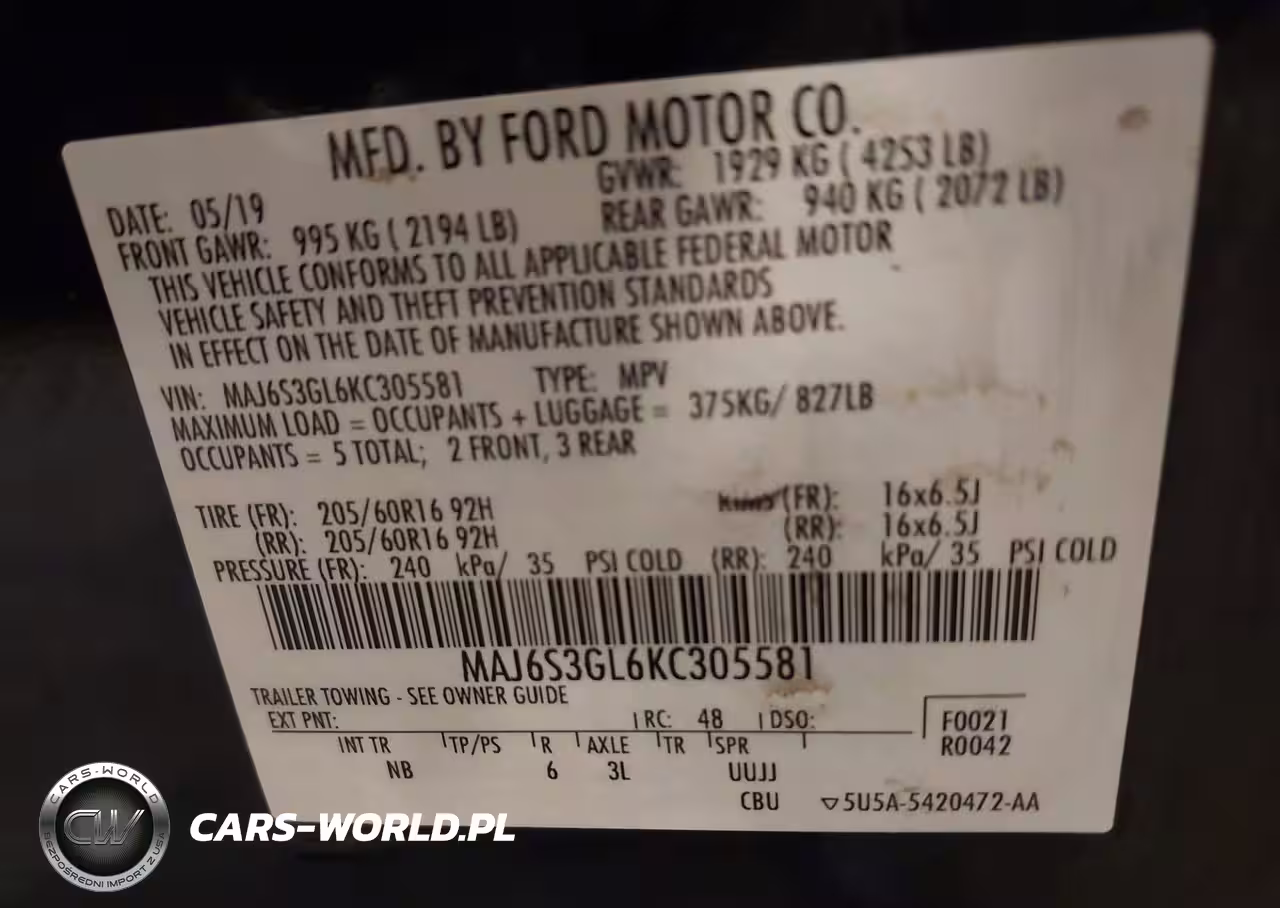 MFD. BY FORD MOTOR CO.
DATE: 05/19 GVWR: 1929 KG ( 4253 LB)
FRONT GAWR: 995 KG ( 2194 LB) REAR GAWR: 940 KG ( 2072 LB)
THIS VEHICLE CONFORMS TO ALL APPLICABLE FEDERAL MOTOR
VEHICLE SAFETY AND THEFT PREVENTION STANDARDS
IN EFFECT ON THE DATE OF MANUFACTURE SHOWN ABOVE.
VIN: MAJ6S3GL6KC305581 TYPE: MPV
MAXIMUM LOAD = OCCUPANTS + LUGGAGE = 375KG/ 827LB
OCCUPANTS = 5 TOTAL; 2 FRONT, 3 REAR
TIRE (FR): 205/60R16 92H (FR): 16x6.5J
(RR): 205/60R16 92H (RR): 16x6.5J
PRESSURE (FR): 240 kPa/ 35 PSI COLD (RR): 240 kPa/ 35 PSI COLD
MAJ6S3GL6KC305581
TRAILER TOWING - SEE OWNER GUIDE
EXT PNT: RC: 48 DSO: F0021
R0042
INT TR TP/PS R AXLE TR SPR
NB 6 3L UUJJ
CBU ▽5U5A-5420472-AA
CARS-WORLD
CW
BEZPOŚREDNI IMPORT Z USA
CARS-WORLD.PL